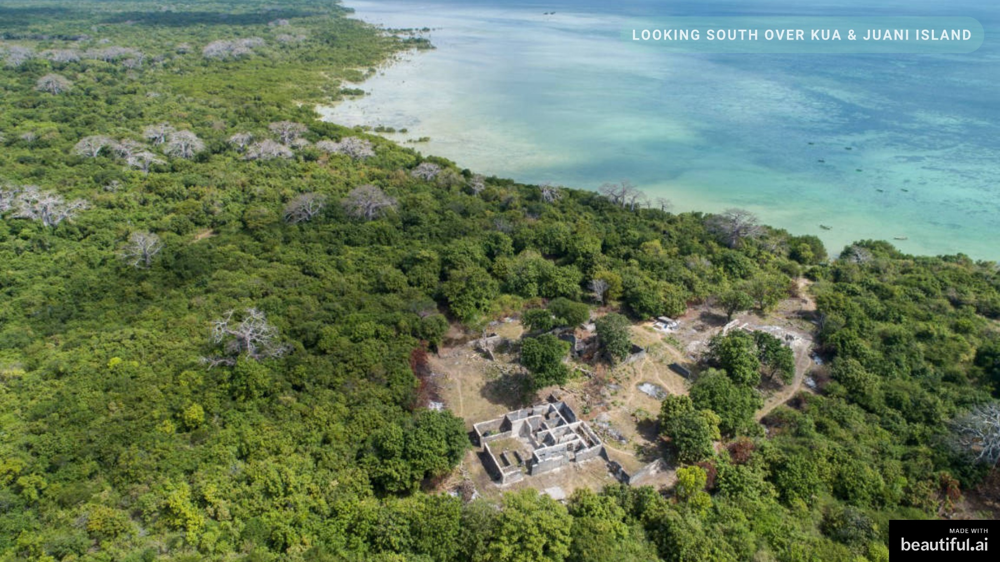 LOOKING SOUTH OVER KUA & JUANI ISLAND
MADE WITH
beautiful.ai